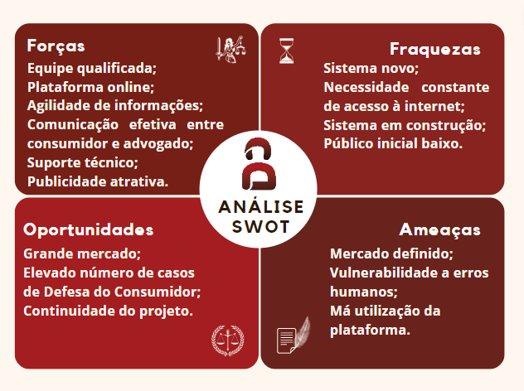 Forças
Equipe qualificada;
Plataforma online;
Agilidade de informações;
Comunicação efetiva entre
consumidor e advogado;
Suporte técnico;
Publicidade atrativa.
Fraquezas
Sistema novo;
Necessidade constante
de acesso à internet;
Sistema em construção;
Público inicial baixo.
ANÁLISE
SWOT
Oportunidades
Grande mercado;
Elevado número de casos
de Defesa do Consumidor;
Continuidade do projeto.
Ameaças
Mercado definido;
Vulnerabilidade a erros
humanos;
Má utilização da
plataforma.